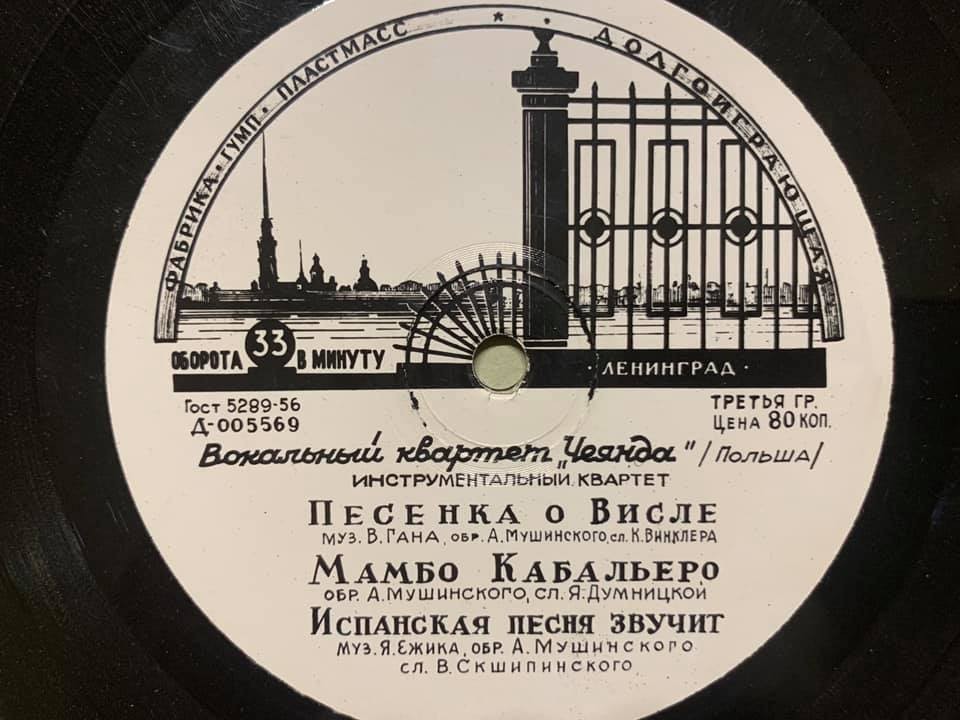 ФАБРИКА · ГУМП · ПЛАСТМАСС * ДОЛГОИГРАЮЩАЯ
ОБОРОТА 33 В МИНУТУ
· ЛЕНИНГРАД ·
ГОСТ 5289-56
Д-005569
ТРЕТЬЯ ГР.
ЦЕНА 80 КОП.
Вокальный квартет „Чеянда" /ПОЛЬША/
ИНСТРУМЕНТАЛЬНЫЙ КВАРТЕТ
ПЕСЕНКА О ВИСЛЕ
МУЗ. В. ГАНА, ОБР. А. МУШИНСКОГО, СЛ. К. ВИНКЛЕРА
МАМБО КАБАЛЬЕРО
ОБР. А. МУШИНСКОГО, СЛ. Я. ДУМНИЦКОЙ
ИСПАНСКАЯ ПЕСНЯ ЗВУЧИТ
МУЗ. Я. ЕЖИКА, ОБР. А. МУШИНСКОГО
СЛ. В. СКШИПИНСКОГО